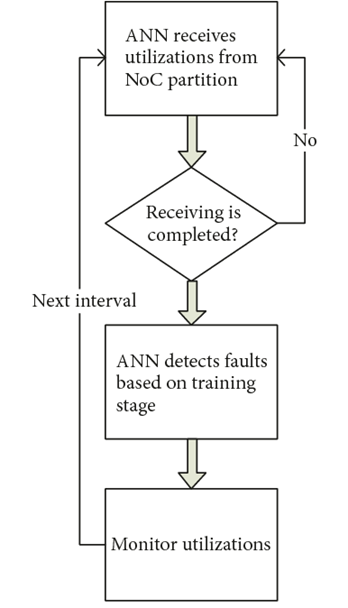 ANN receives
utilizations from
NoC partition
No
Receiving is
completed?
Next interval
ANN detects faults
based on training
stage
Monitor utilizations